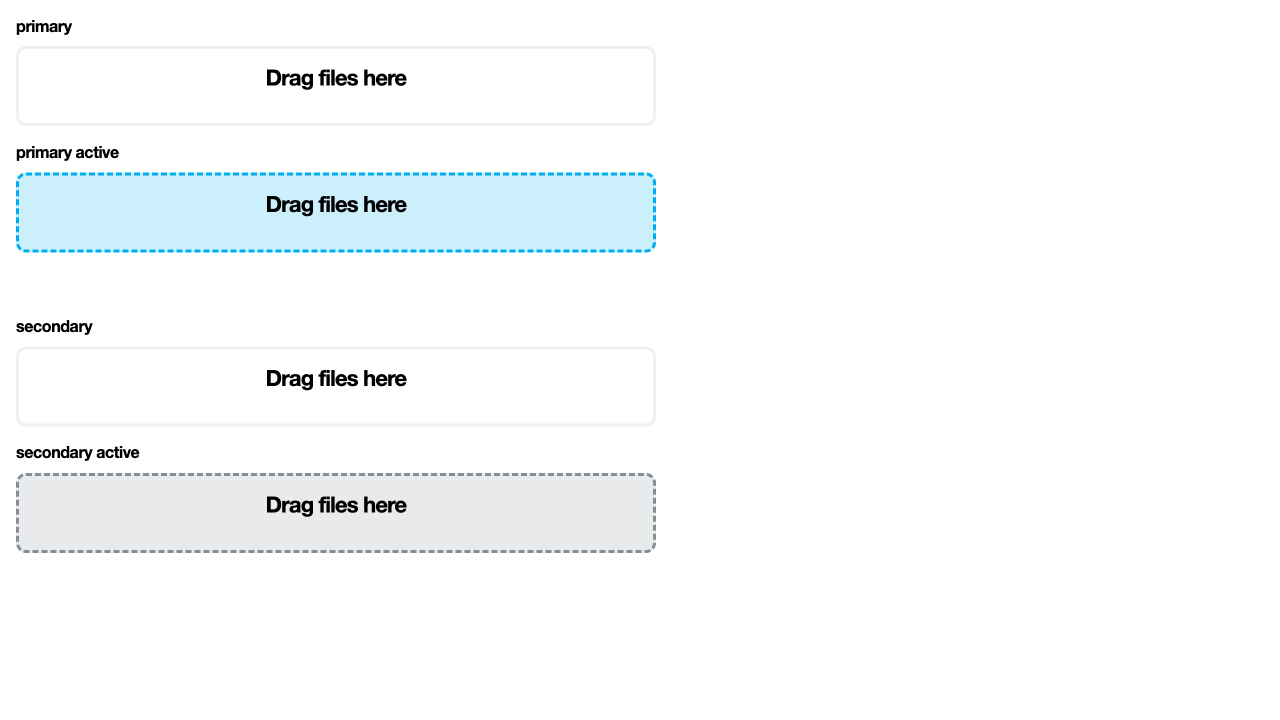 primary
Drag files here
primary active
Drag files here
secondary
Drag files here
secondary active
Drag files here